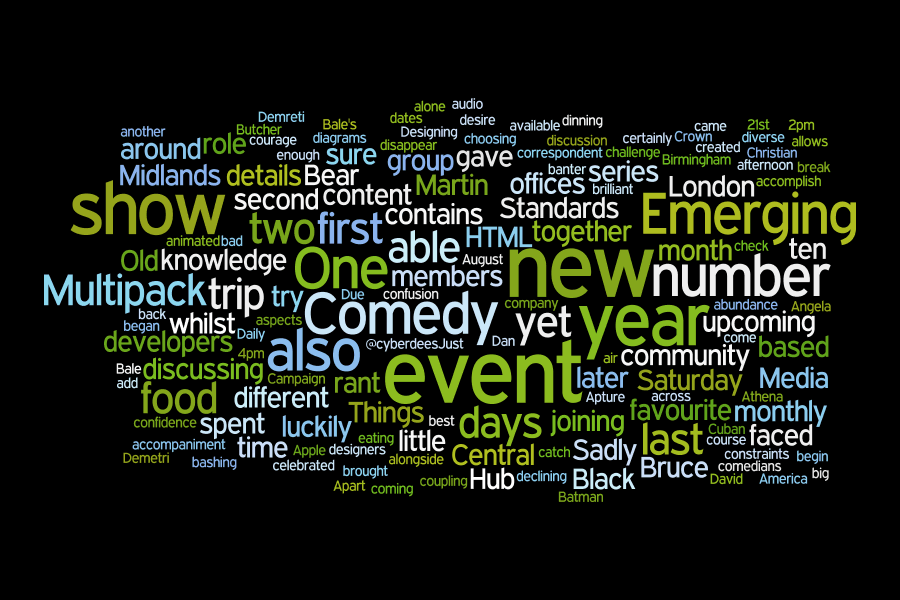 alone audio
Demreti dates desire
another Butcher Bale's Designing available dinning came 21st 2pm
courage diagrams disappear choosing discussion certainly Crown diverse allows
around role enough sure group gave correspondent challenge created Christian
Birmingham afternoon break
Midlands details Bear Martin offices banter series London accomplish
brilliant
show second content contains Standards Emerging
two first able HTML together
animated bad month check ten
Old knowledge One members August new number
Multipack trip try Due confusion company abundance Angela
back whilst aspects Comedy yet year upcoming
began Daily
developers also @cyberdeesJust Dan come based
4pm air community
Bale discussing Campaign rant event later Saturday Media
add food different Apture across Athena
Things days joining favourite monthly
confidence spent luckily best last Cuban faced
accompaniment time eating little Central catch Sadly course
Demetri bashing Apple designers alongside constraints begin
celebrated brought Hub declining Black Bruce comedians big
Apart coming coupling David America
Batman